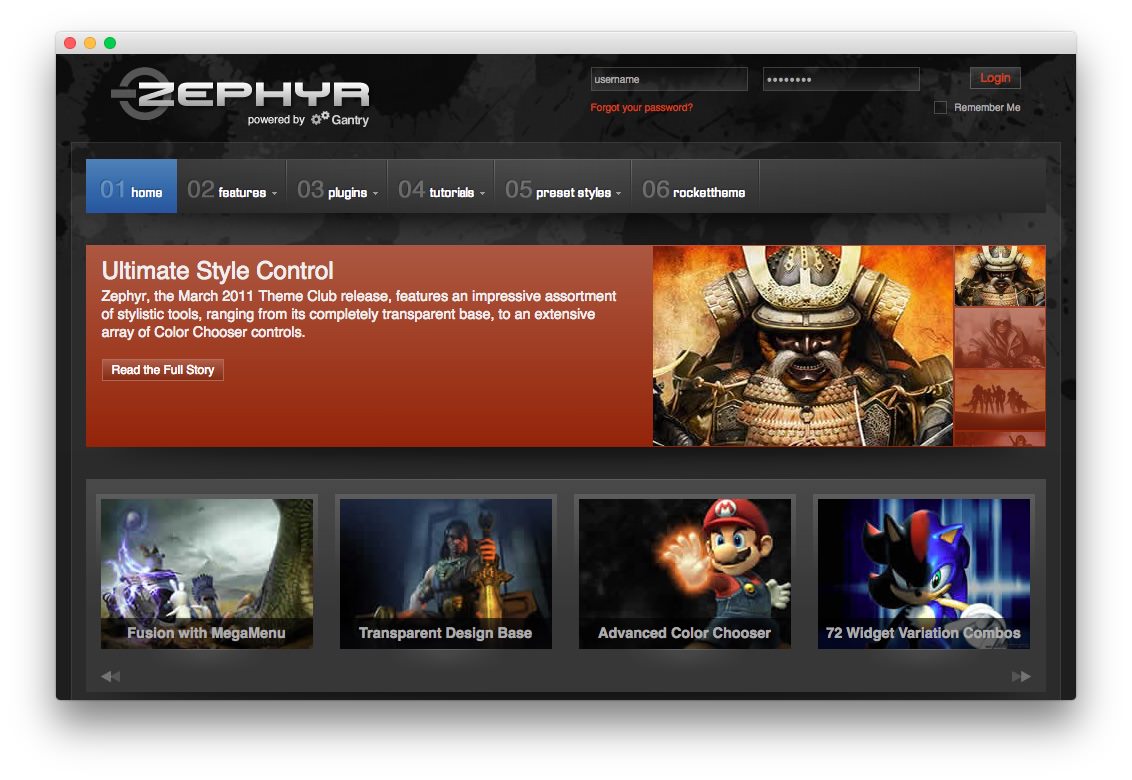 ZEPHYR
powered by Gantry
username
••••••••
Login
Forgot your password?
Remember Me
01 home
02 features
03 plugins
04 tutorials
05 preset styles
06 rockettheme
Ultimate Style Control
Zephyr, the March 2011 Theme Club release, features an impressive assortment
of stylistic tools, ranging from its completely transparent base, to an extensive
array of Color Chooser controls.
Read the Full Story
M
Fusion with MegaMenu
Transparent Design Base
Advanced Color Chooser
72 Widget Variation Combos